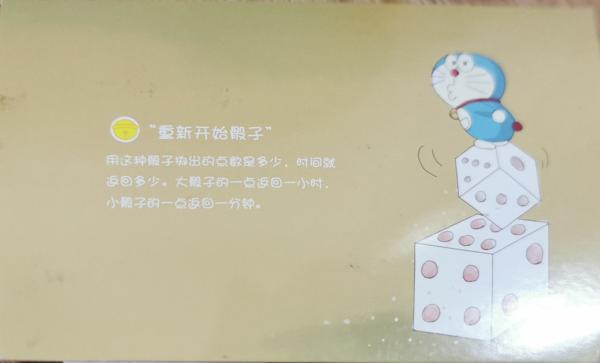 “重新开始骰子”
用这种骰子掷出的点数是多少，时间就
返回多少。大骰子的一点返回一小时，
小骰子的一点返回一分钟。